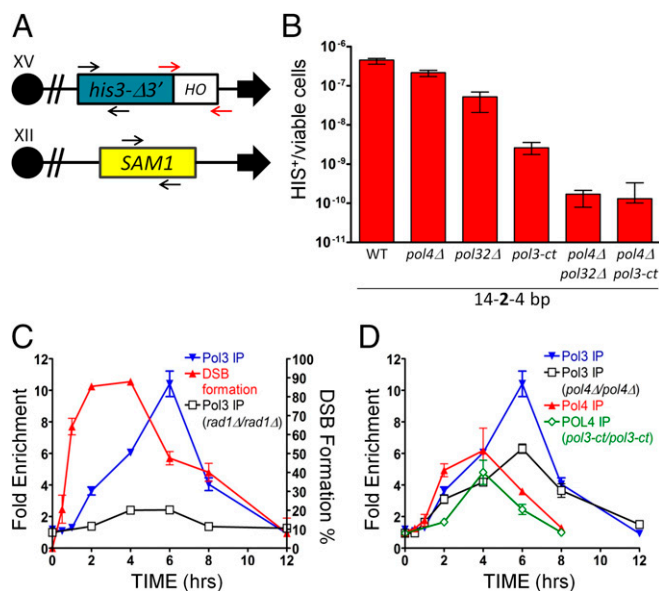 A
XV
his3-Δ3’
HO
XII
SAM1
B
HIS⁺/viable cells
10⁻⁶
10⁻⁷
10⁻⁸
10⁻⁹
10⁻¹⁰
10⁻¹¹
WT pol4Δ pol32Δ pol3-ct pol4Δ pol32Δ pol4Δ pol3-ct
14-2-4 bp
C
Fold Enrichment
12
10
8
6
4
2
0
Pol3 IP
DSB formation
Pol3 IP
(rad1Δ/rad1Δ)
100
90
80
70
60
50
40
30
20
10
0
DSB Formation %
0 2 4 6 8 12
TIME (hrs)
D
Fold Enrichment
12
10
8
6
4
2
0
Pol3 IP
Pol3 IP
(pol4Δ/pol4Δ)
Pol4 IP
POL4 IP
(pol3-ct/pol3-ct)
0 2 4 6 8 12
TIME (hrs)